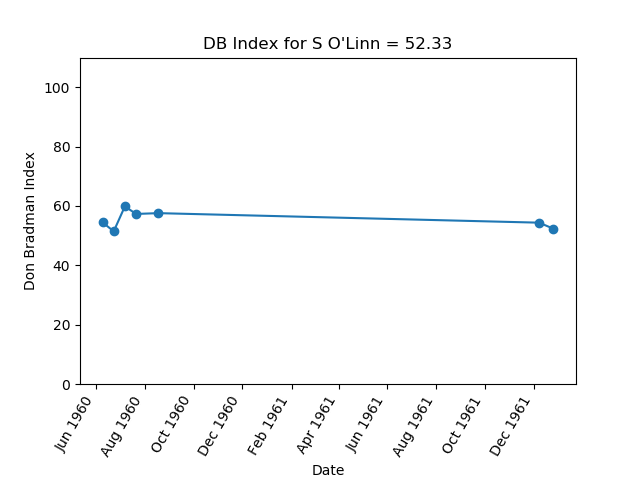 DB Index for S O'Linn = 52.33
Don Bradman Index
100
80
60
40
20
0
Jun 1960
Aug 1960
Oct 1960
Dec 1960
Feb 1961
Apr 1961
Jun 1961
Aug 1961
Oct 1961
Dec 1961
Date